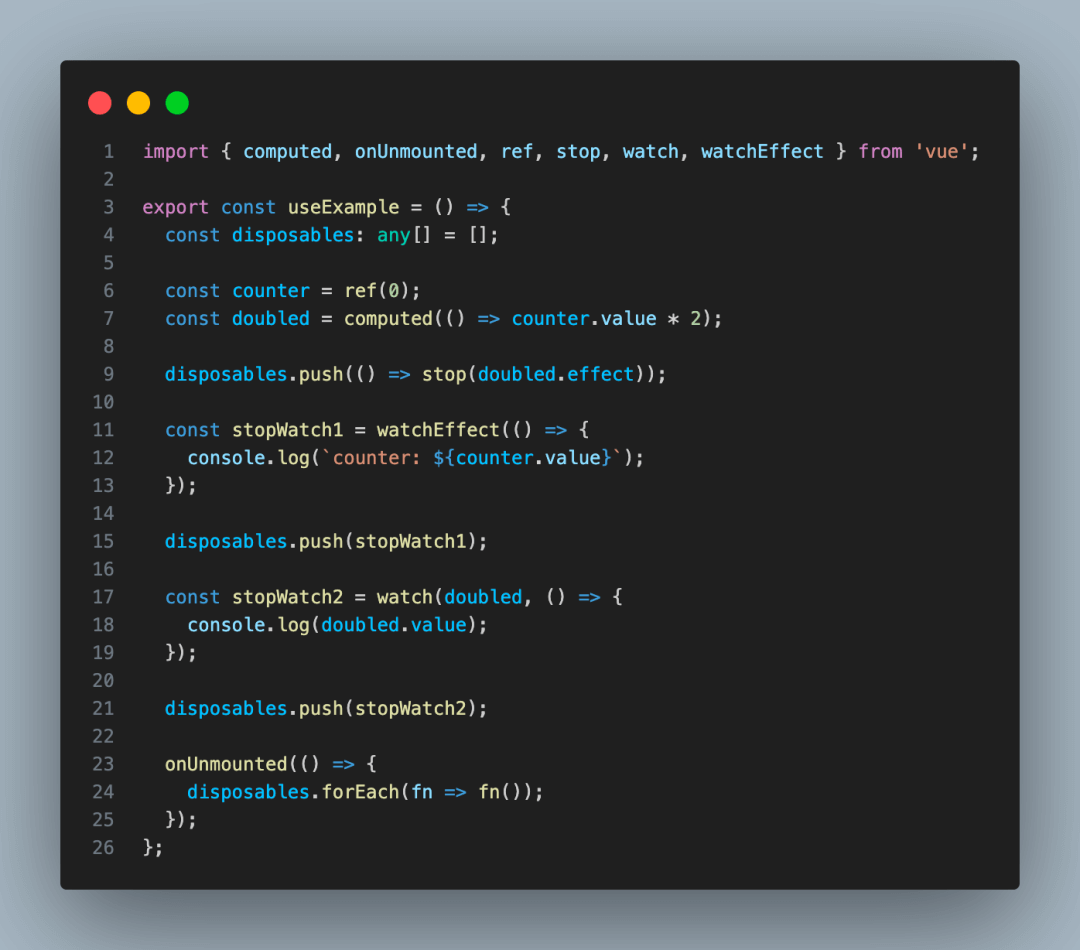 1 import { computed, onUnmounted, ref, stop, watch, watchEffect } from 'vue';
2
3 export const useExample = () => {
4   const disposables: any[] = [];
5
6   const counter = ref(0);
7   const doubled = computed(() => counter.value * 2);
8
9   disposables.push(() => stop(doubled.effect));
10
11   const stopWatch1 = watchEffect(() => {
12     console.log(`counter: ${counter.value}`);
13   });
14
15   disposables.push(stopWatch1);
16
17   const stopWatch2 = watch(doubled, () => {
18     console.log(doubled.value);
19   });
20
21   disposables.push(stopWatch2);
22
23   onUnmounted(() => {
24     disposables.forEach(fn => fn());
25   });
26 };